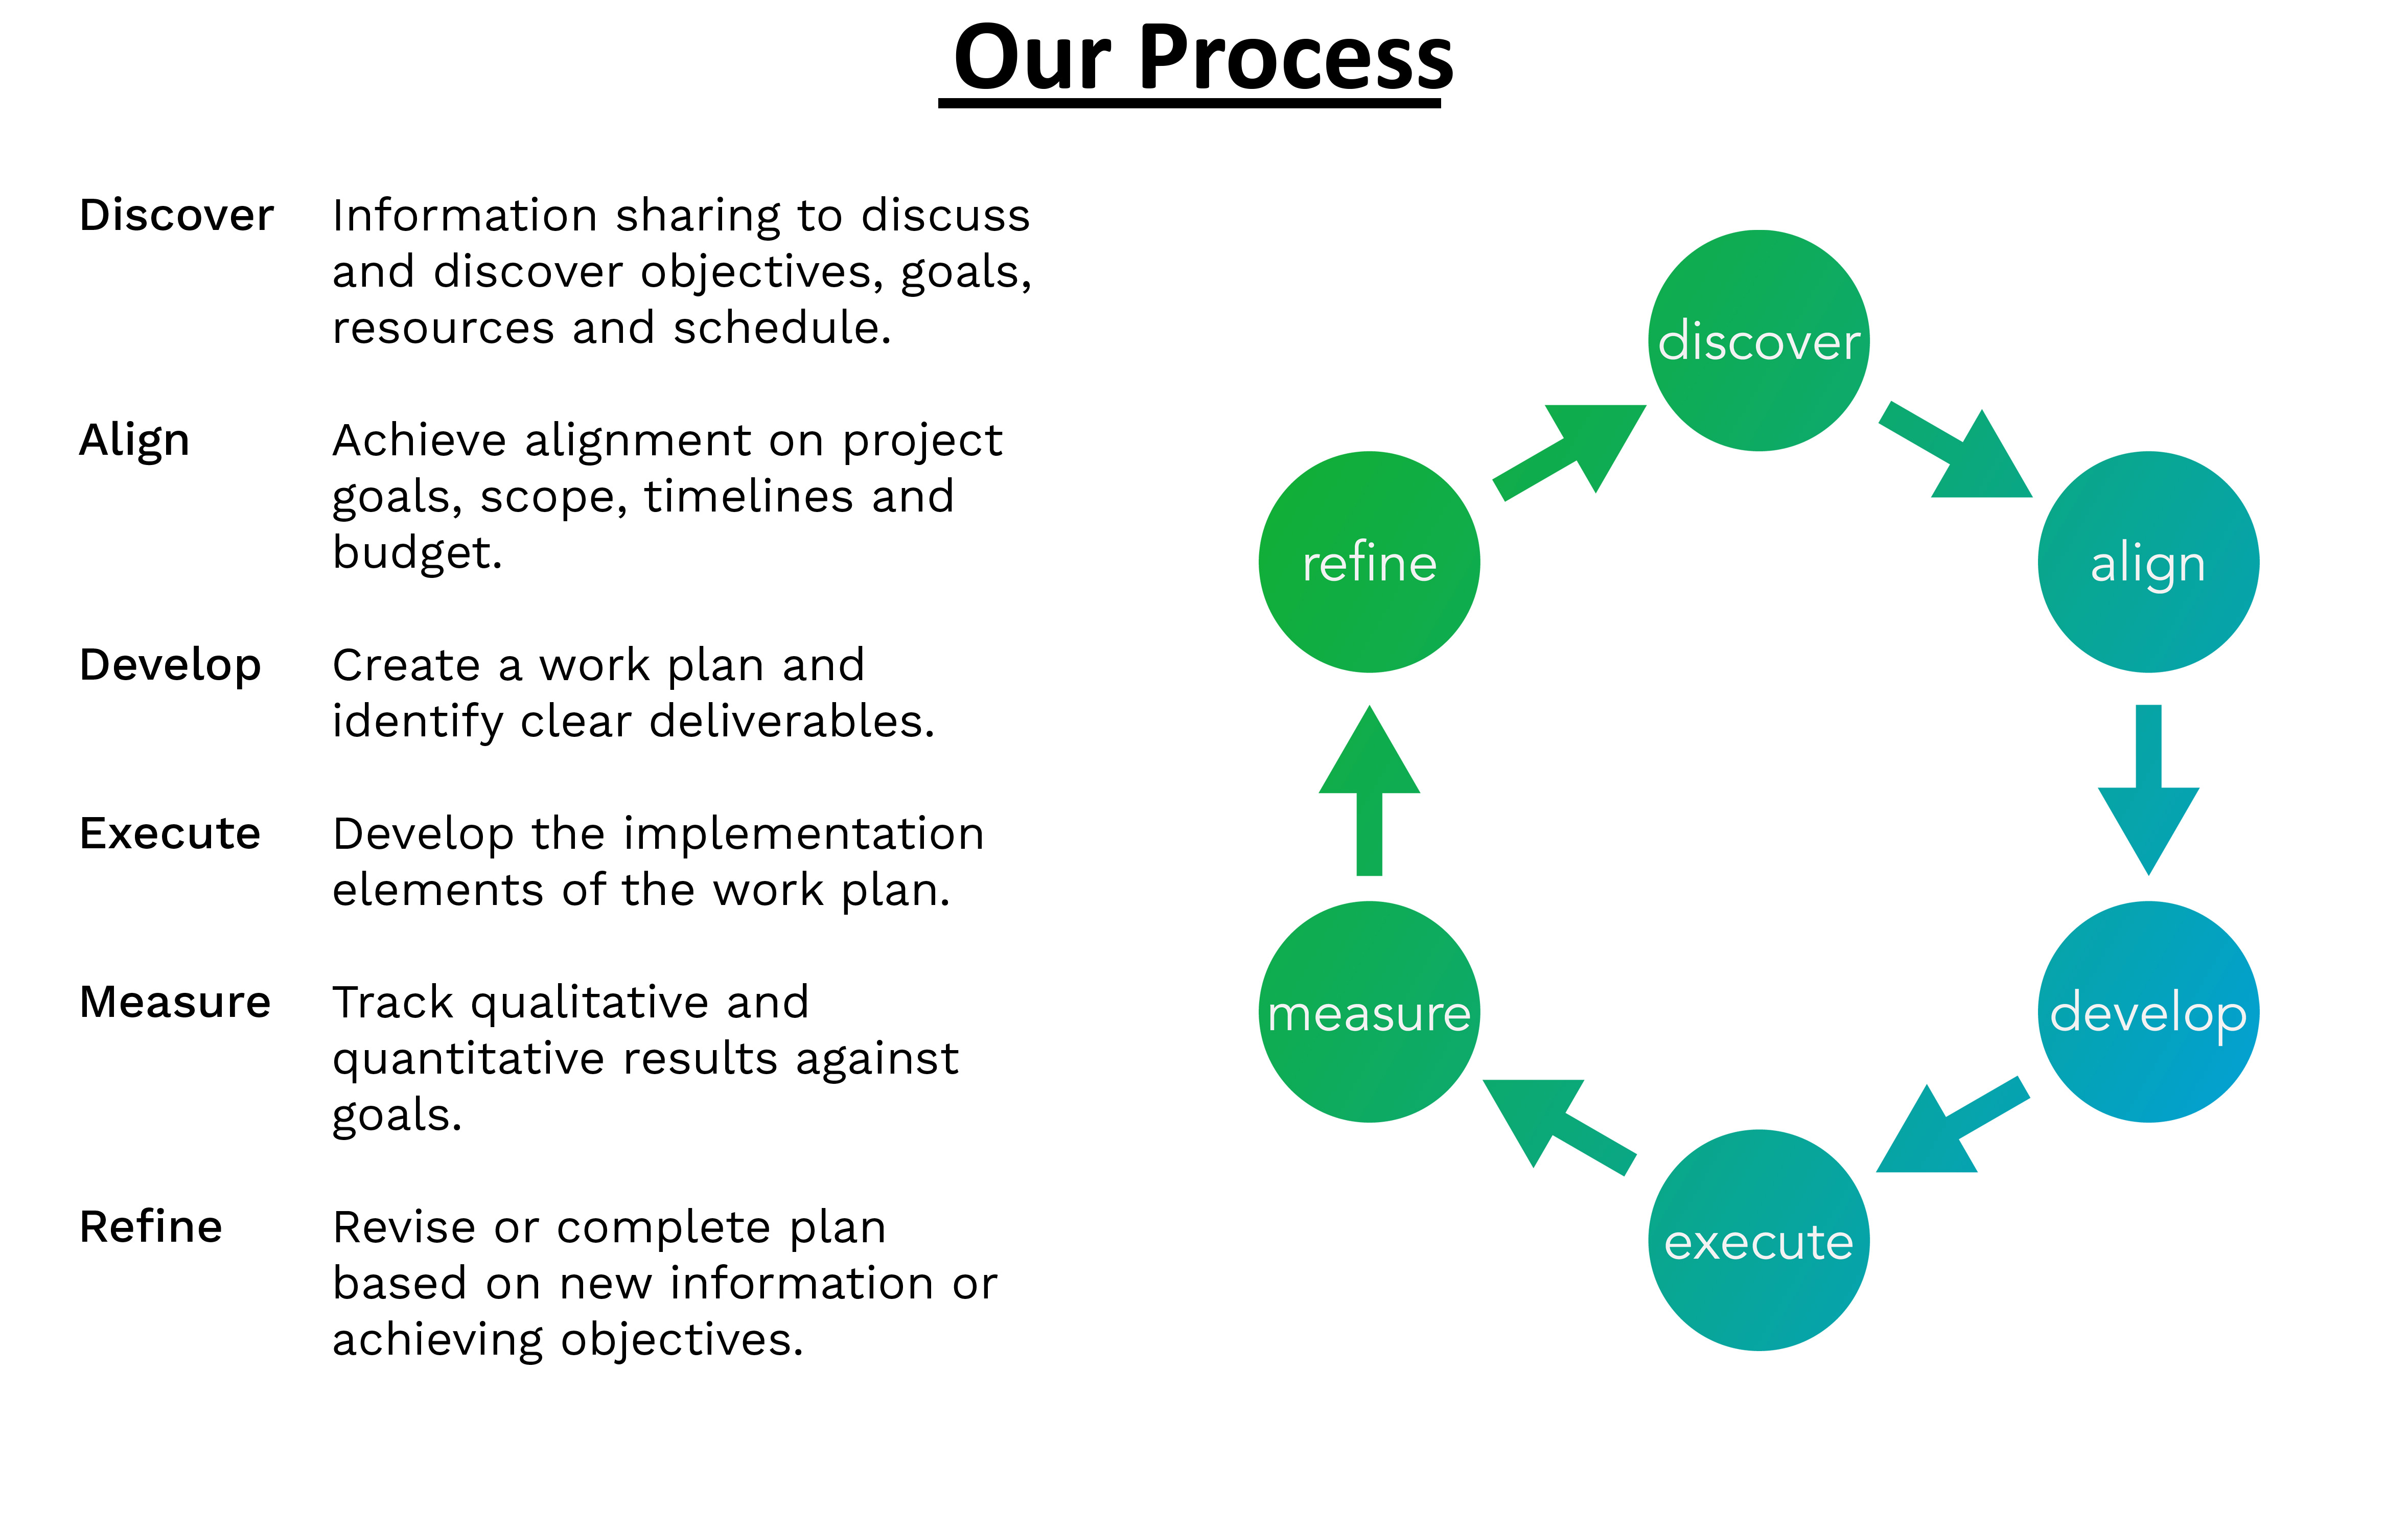 Our Process
Discover
Information sharing to discuss
and discover objectives, goals,
resources and schedule.
Align
Achieve alignment on project
goals, scope, timelines and
budget.
Develop
Create a work plan and
identify clear deliverables.
Execute
Develop the implementation
elements of the work plan.
Measure
Track qualitative and
quantitative results against
goals.
Refine
Revise or complete plan
based on new information or
achieving objectives.
discover
align
develop
execute
measure
refine